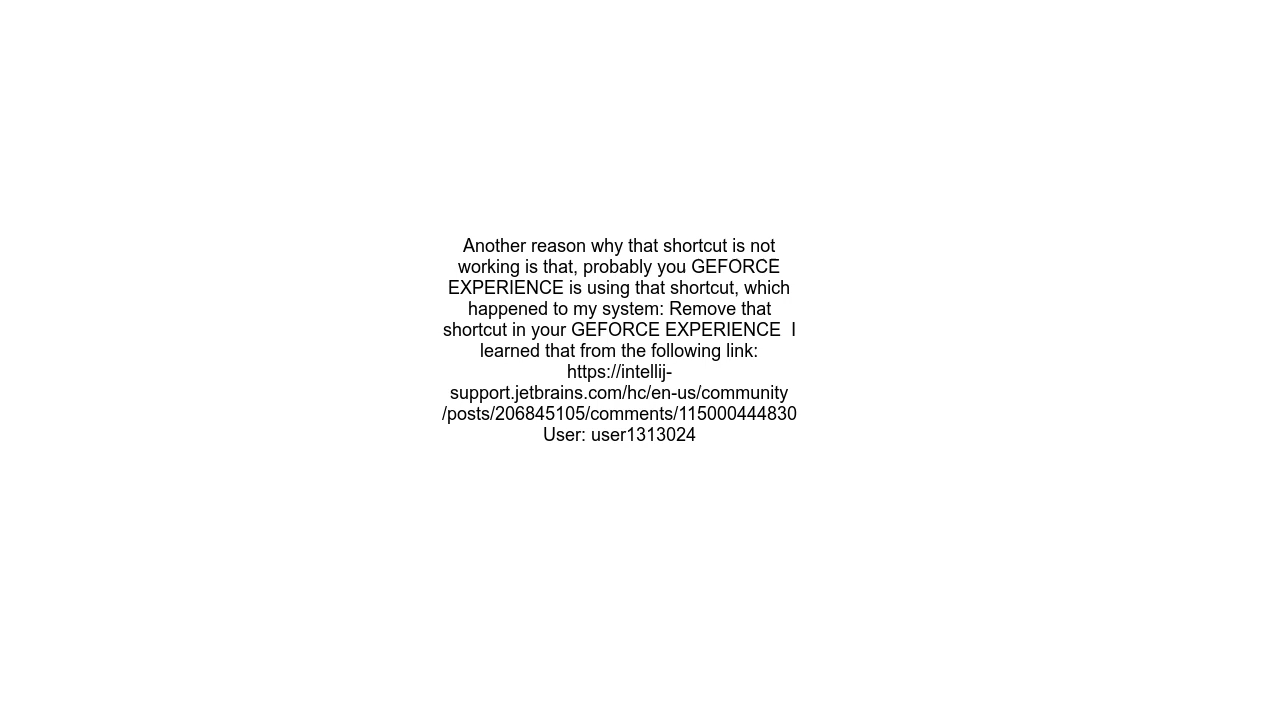 Another reason why that shortcut is not
working is that, probably you GEFORCE
EXPERIENCE is using that shortcut, which
happened to my system: Remove that
shortcut in your GEFORCE EXPERIENCE  I
learned that from the following link:
https://intellij-
support.jetbrains.com/hc/en-us/community
/posts/206845105/comments/115000444830
User: user1313024